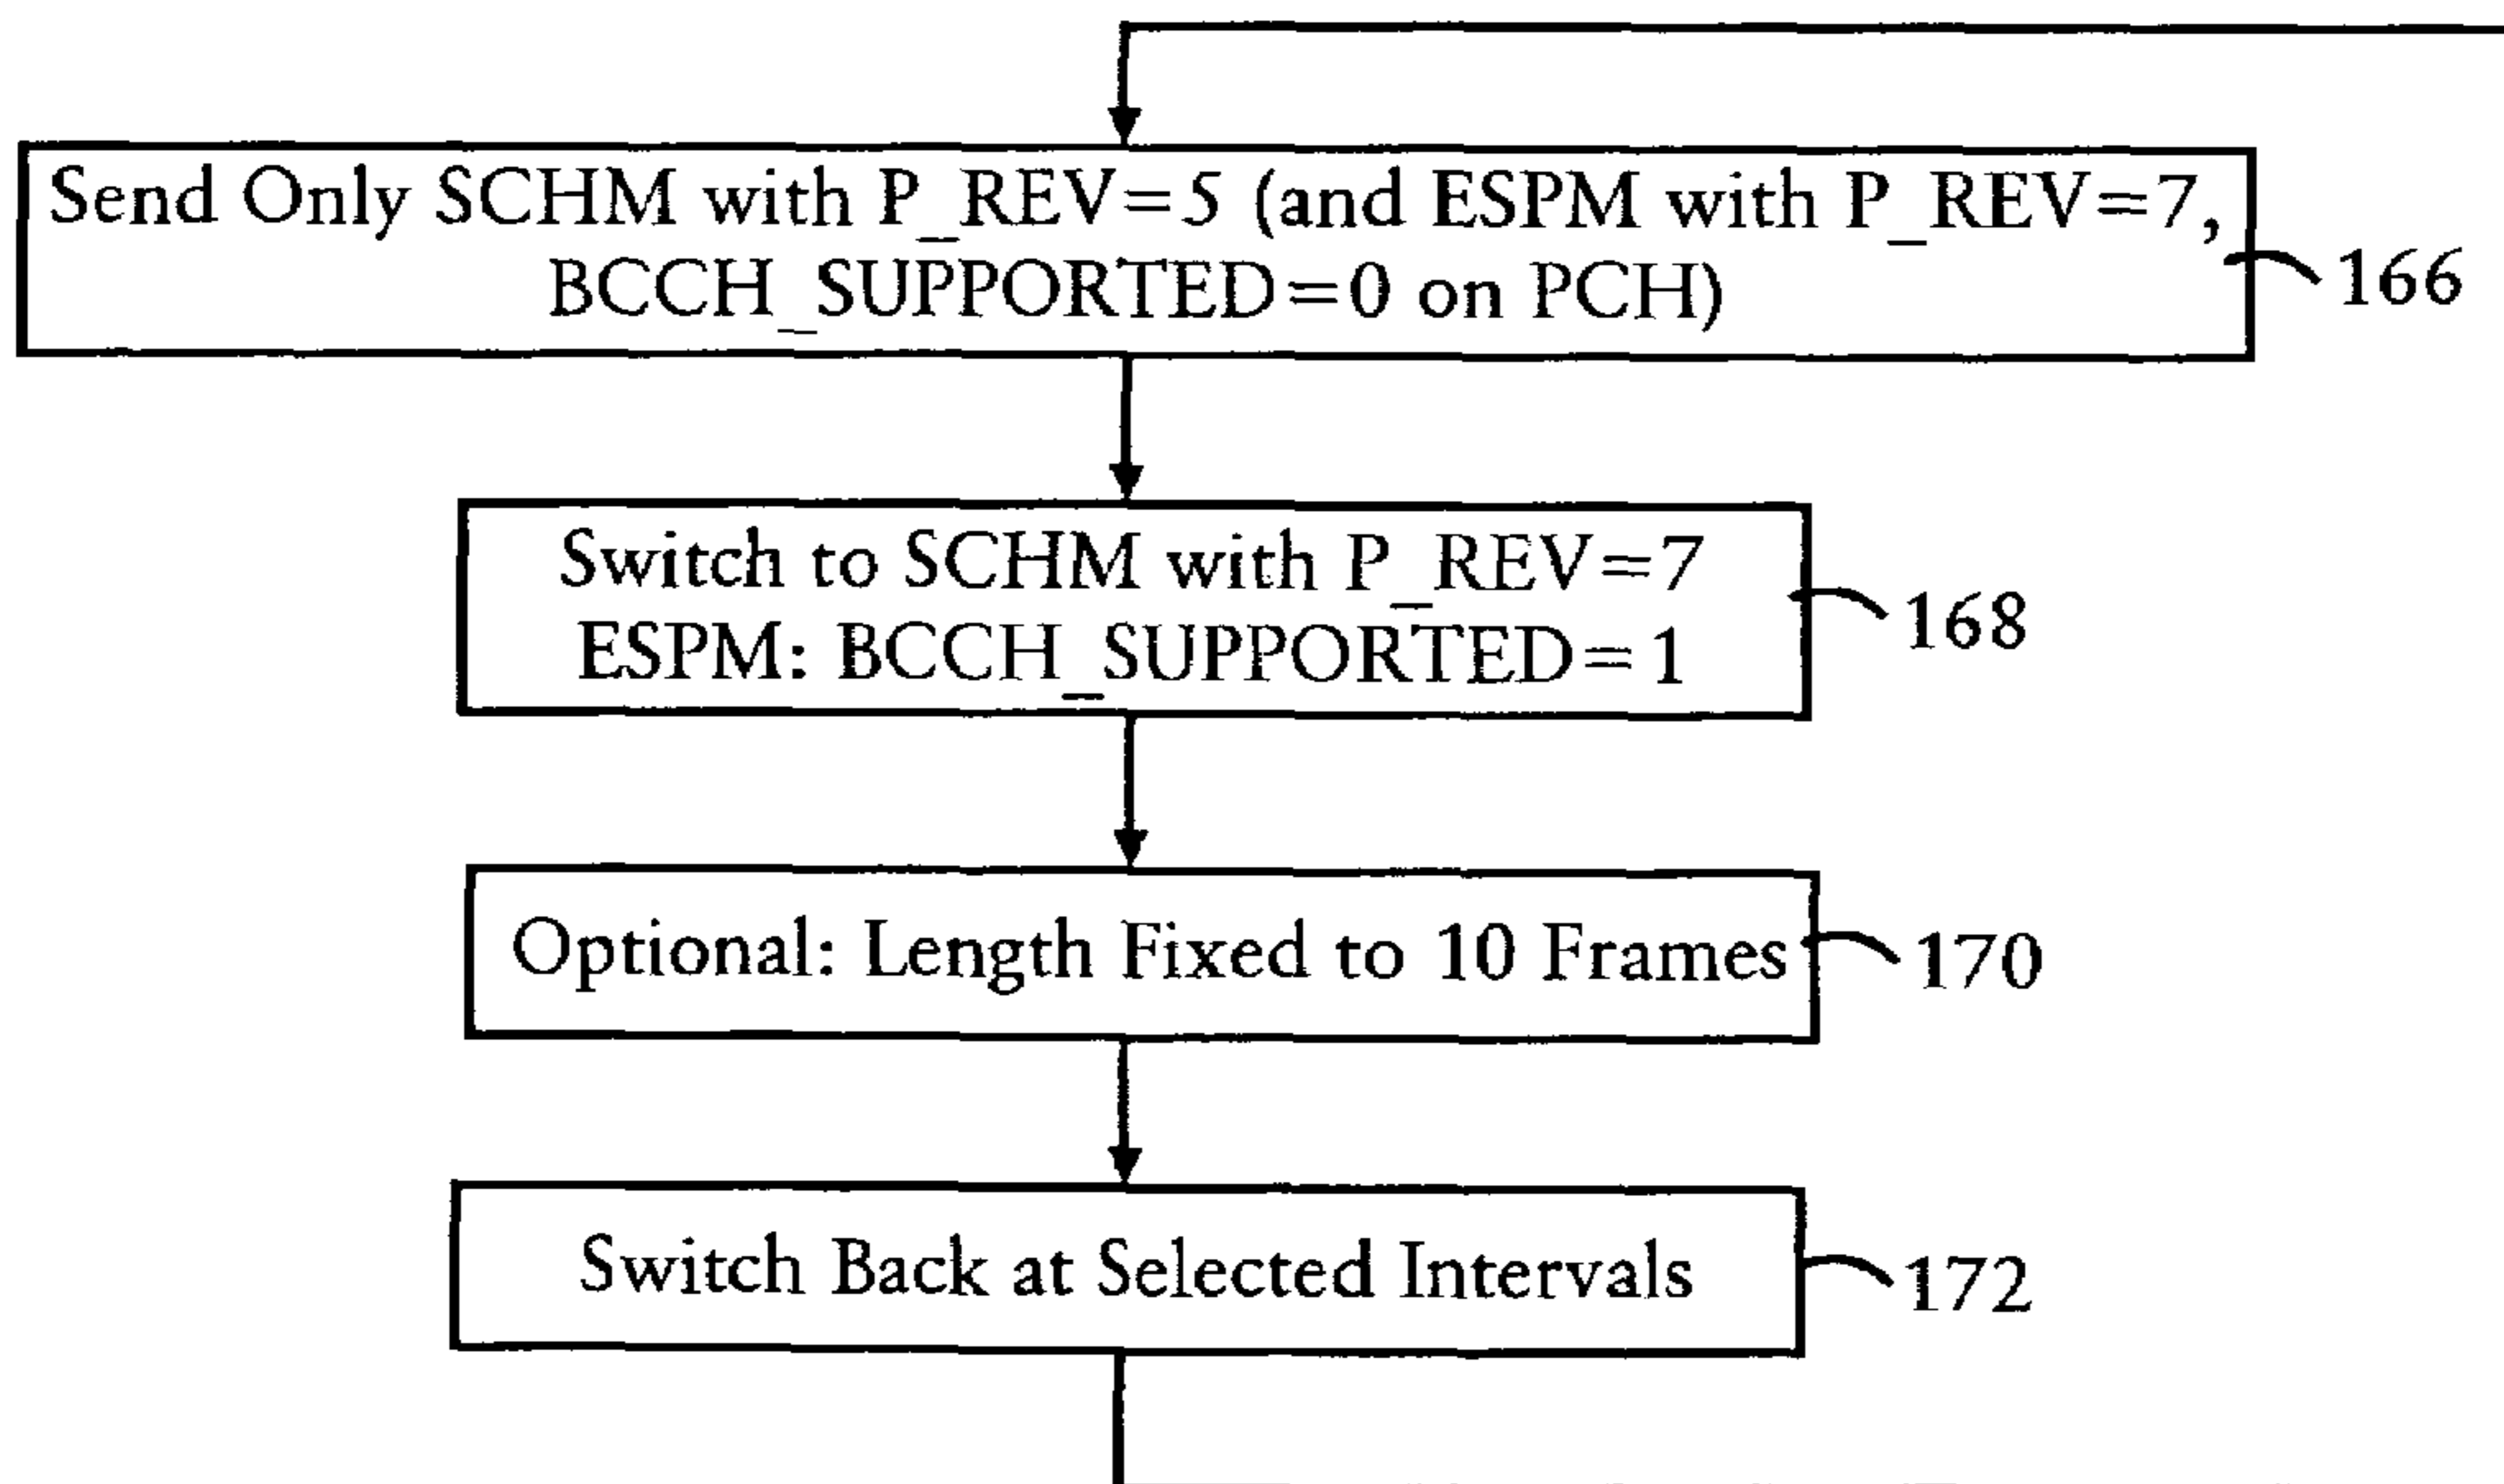 Send Only SCHM with P_REV=5 (and ESPM with P_REV=7,
BCCH_SUPPORTED=0 on PCH)
166
Switch to SCHM with P_REV=7
ESPM: BCCH_SUPPORTED=1
168
Optional: Length Fixed to 10 Frames
170
Switch Back at Selected Intervals
172